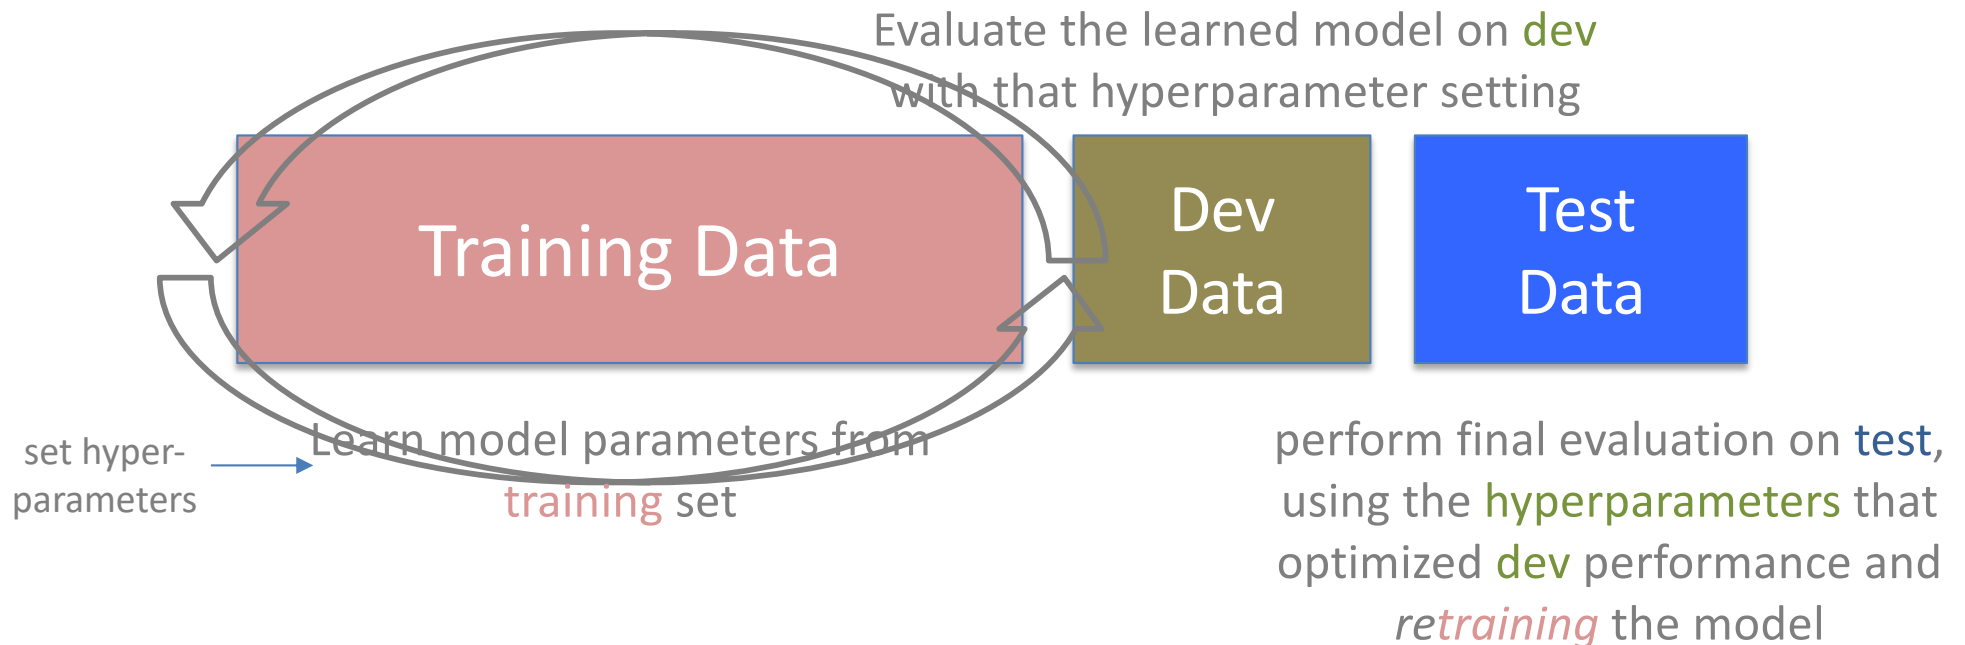 Evaluate the learned model on dev
with that hyperparameter setting
Training Data
Dev
Data
Test
Data
set hyper-
parameters
Learn model parameters from
training set
perform final evaluation on test,
using the hyperparameters that
optimized dev performance and
retraining the model